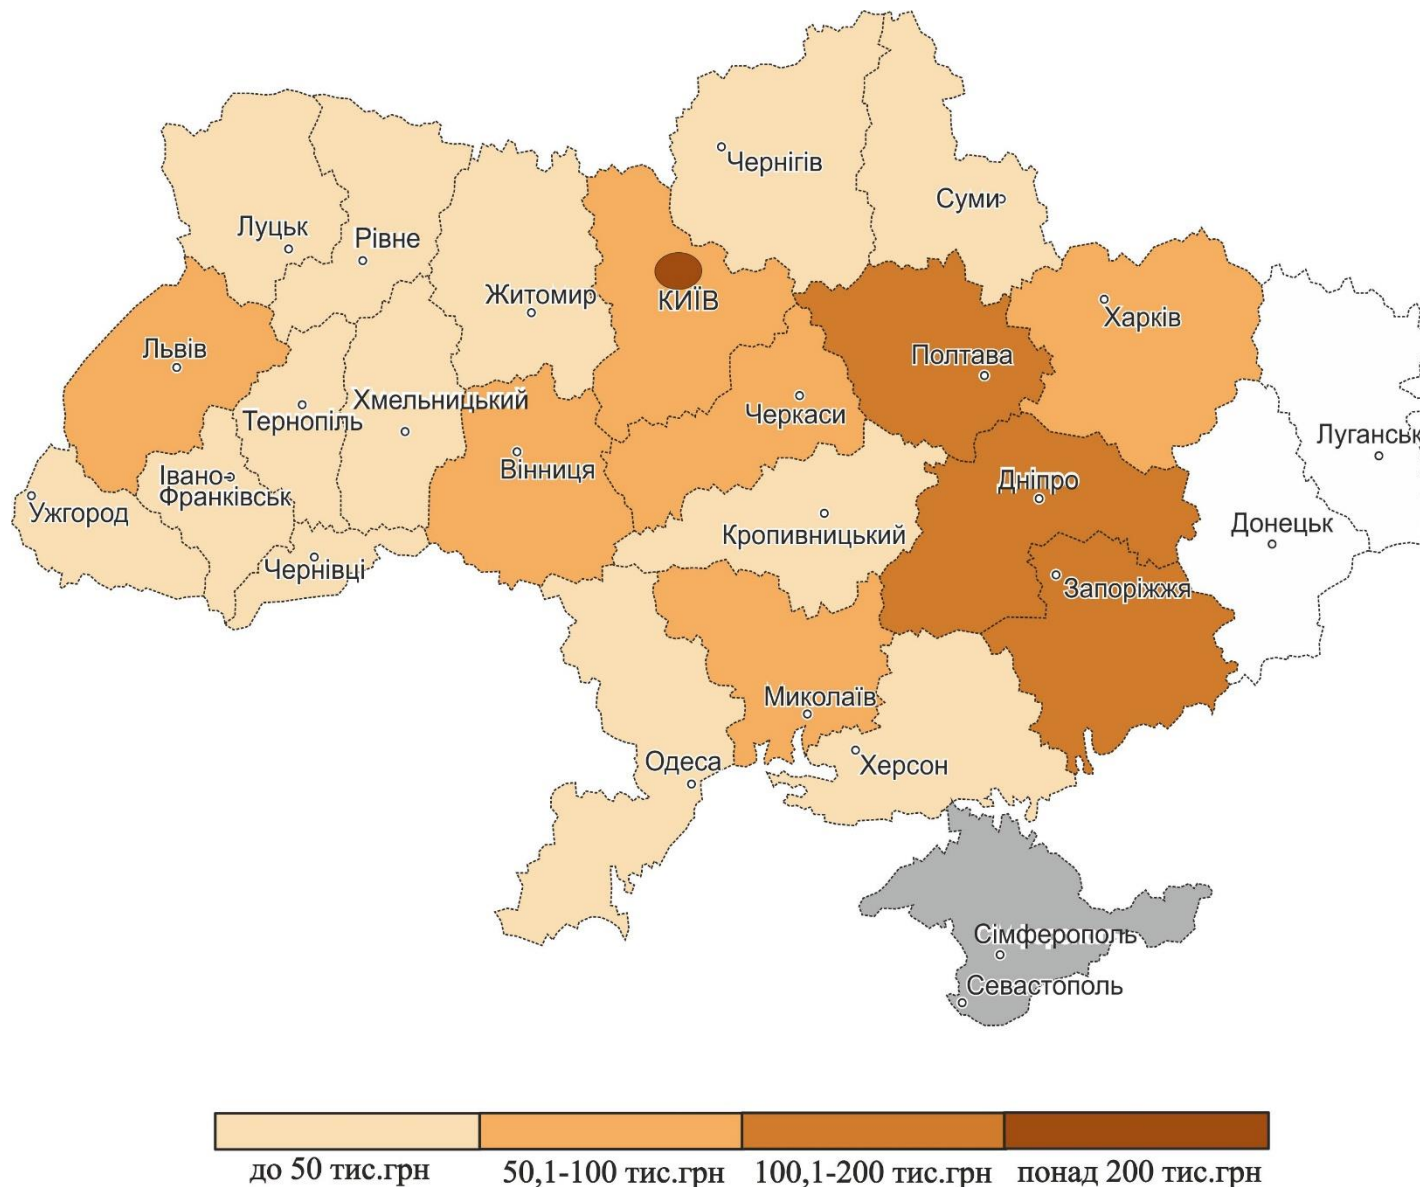 Чернігів
Суми
Луцьк
Рівне
Житомир
КИЇВ
Харків
Львів
Полтава
Хмельницький
Тернопіль
Черкаси
Луганськ
Вінниця
Івано-
Франківськ
Дніпро
Ужгород
Кропивницький
Донецьк
Чернівці
Запоріжжя
Миколаїв
Одеса
Херсон
Сімферополь
Севастополь
до 50 тис.грн
50,1-100 тис.грн
100,1-200 тис.грн
понад 200 тис.грн